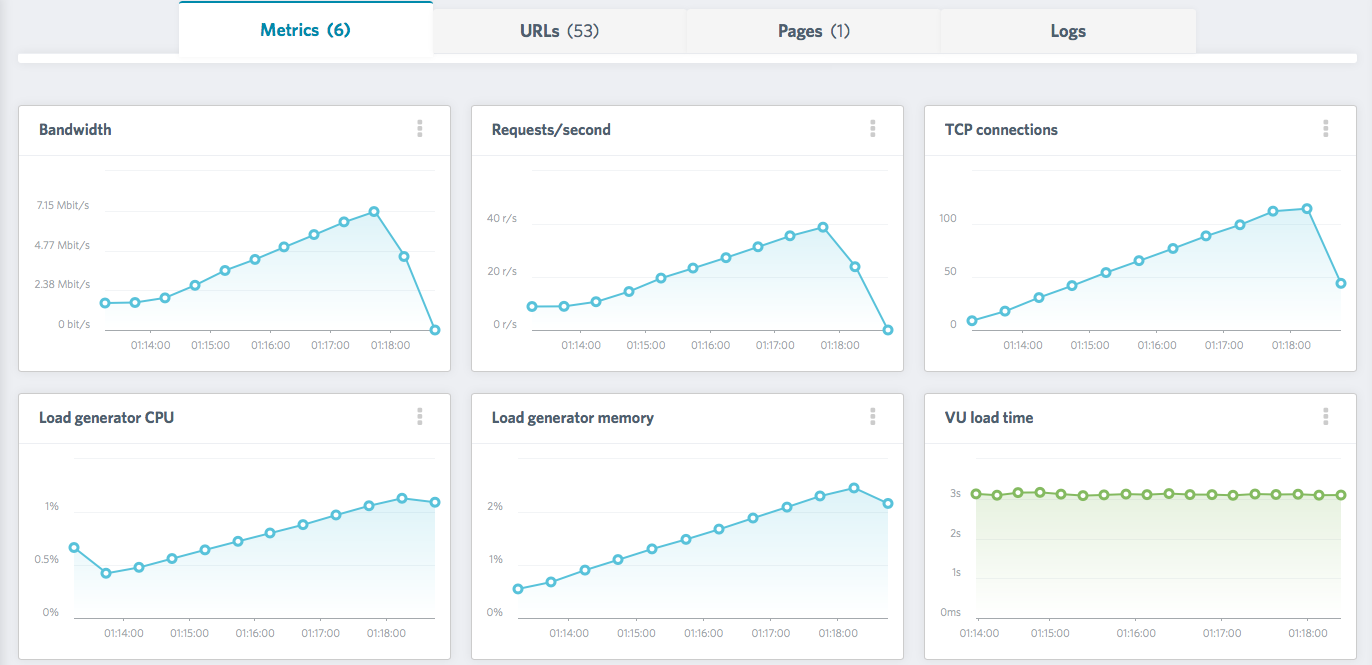 Metrics (6)
URLs (53)
Pages (1)
Logs
Bandwidth
7.15 Mbit/s
4.77 Mbit/s
2.38 Mbit/s
0 bit/s
01:14:00 01:15:00 01:16:00 01:17:00 01:18:00
Requests/second
40 r/s
20 r/s
0 r/s
01:14:00 01:15:00 01:16:00 01:17:00 01:18:00
TCP connections
100
50
0
01:14:00 01:15:00 01:16:00 01:17:00 01:18:00
Load generator CPU
1%
0.5%
0%
01:14:00 01:15:00 01:16:00 01:17:00 01:18:00
Load generator memory
2%
1%
0%
01:14:00 01:15:00 01:16:00 01:17:00 01:18:00
VU load time
3s
2s
1s
0ms
01:14:00 01:15:00 01:16:00 01:17:00 01:18:00